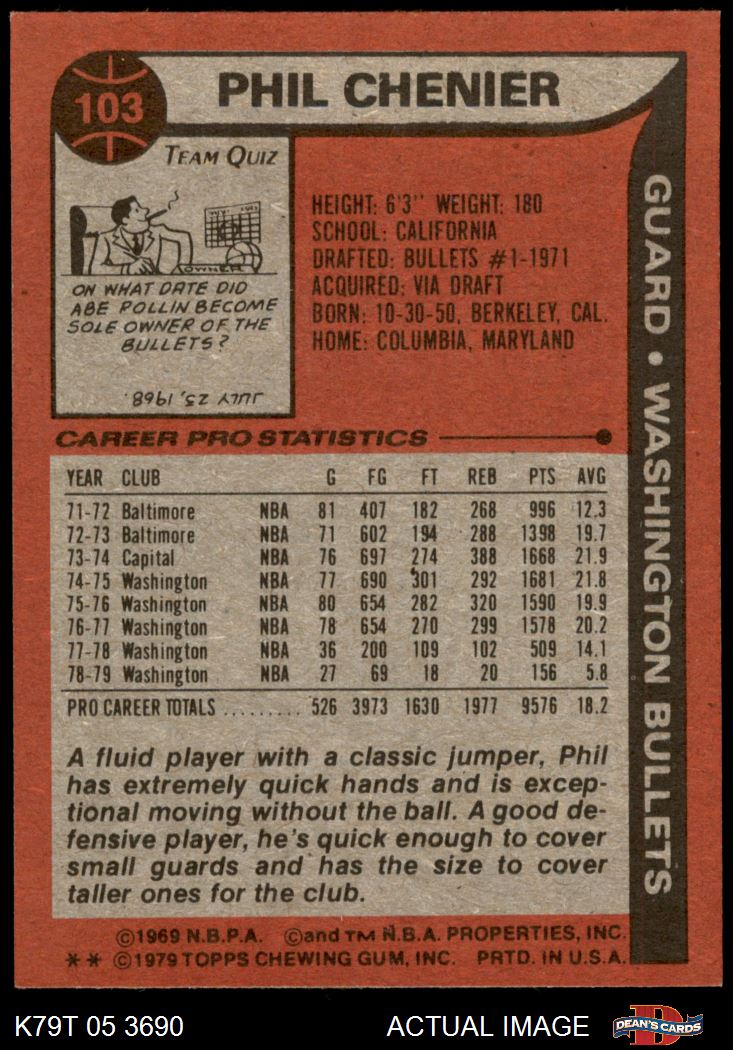 103
PHIL CHENIER
TEAM QUIZ
OWNER
ON WHAT DATE DID
ABE POLLIN BECOME
SOLE OWNER OF THE
BULLETS?
JULY 25, 1968.
HEIGHT: 6'3" WEIGHT: 180
SCHOOL: CALIFORNIA
DRAFTED: BULLETS #1-1971
ACQUIRED: VIA DRAFT
BORN: 10-30-50, BERKELEY, CAL.
HOME: COLUMBIA, MARYLAND
GUARD • WASHINGTON BULLETS
CAREER PRO STATISTICS
YEAR CLUB G FG FT REB PTS AVG
71-72 Baltimore NBA 81 407 182 268 996 12.3
72-73 Baltimore NBA 71 602 194 288 1398 19.7
73-74 Capital NBA 76 697 274 388 1668 21.9
74-75 Washington NBA 77 690 301 292 1681 21.8
75-76 Washington NBA 80 654 282 320 1590 19.9
76-77 Washington NBA 78 654 270 299 1578 20.2
77-78 Washington NBA 36 200 109 102 509 14.1
78-79 Washington NBA 27 69 18 20 156 5.8
PRO CAREER TOTALS ......... 526 3973 1630 1977 9576 18.2
A fluid player with a classic jumper, Phil
has extremely quick hands and is excep-
tional moving without the ball. A good de-
fensive player, he's quick enough to cover
small guards and has the size to cover
taller ones for the club.
©1969 N.B.P.A. ©and TM N.B.A. PROPERTIES, INC.
** ©1979 TOPPS CHEWING GUM, INC. PRTD. IN U.S.A.
K79T 05 3690
ACTUAL IMAGE
DEAN'S CARDS